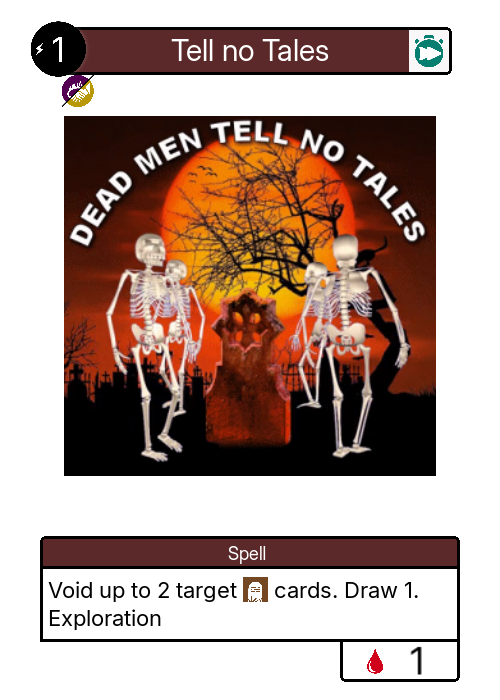 1
Tell no Tales
DEAD MEN TELL NO TALES
Spell
Void up to 2 target cards. Draw 1.
Exploration
1